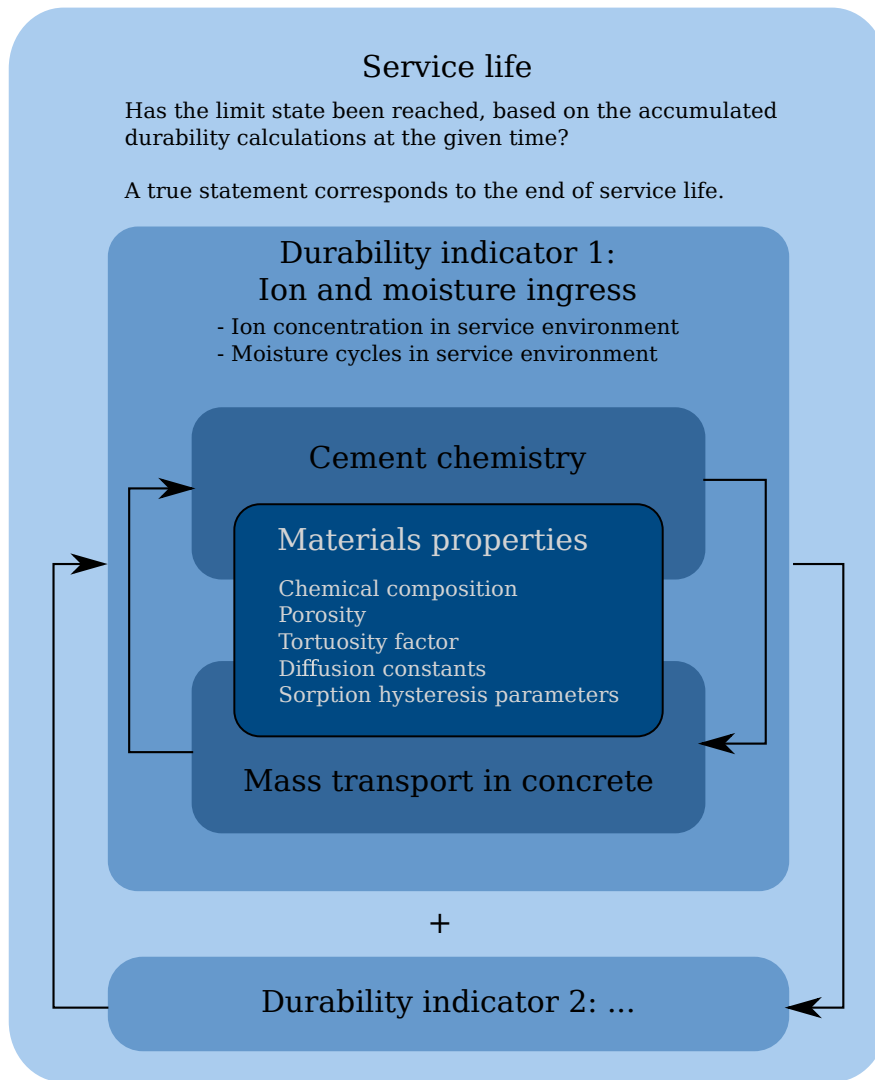 Service life
Has the limit state been reached, based on the accumulated
durability calculations at the given time?
A true statement corresponds to the end of service life.
Durability indicator 1:
Ion and moisture ingress
- Ion concentration in service environment
- Moisture cycles in service environment
Cement chemistry
Materials properties
Chemical composition
Porosity
Tortuosity factor
Diffusion constants
Sorption hysteresis parameters
Mass transport in concrete
+
Durability indicator 2: ...